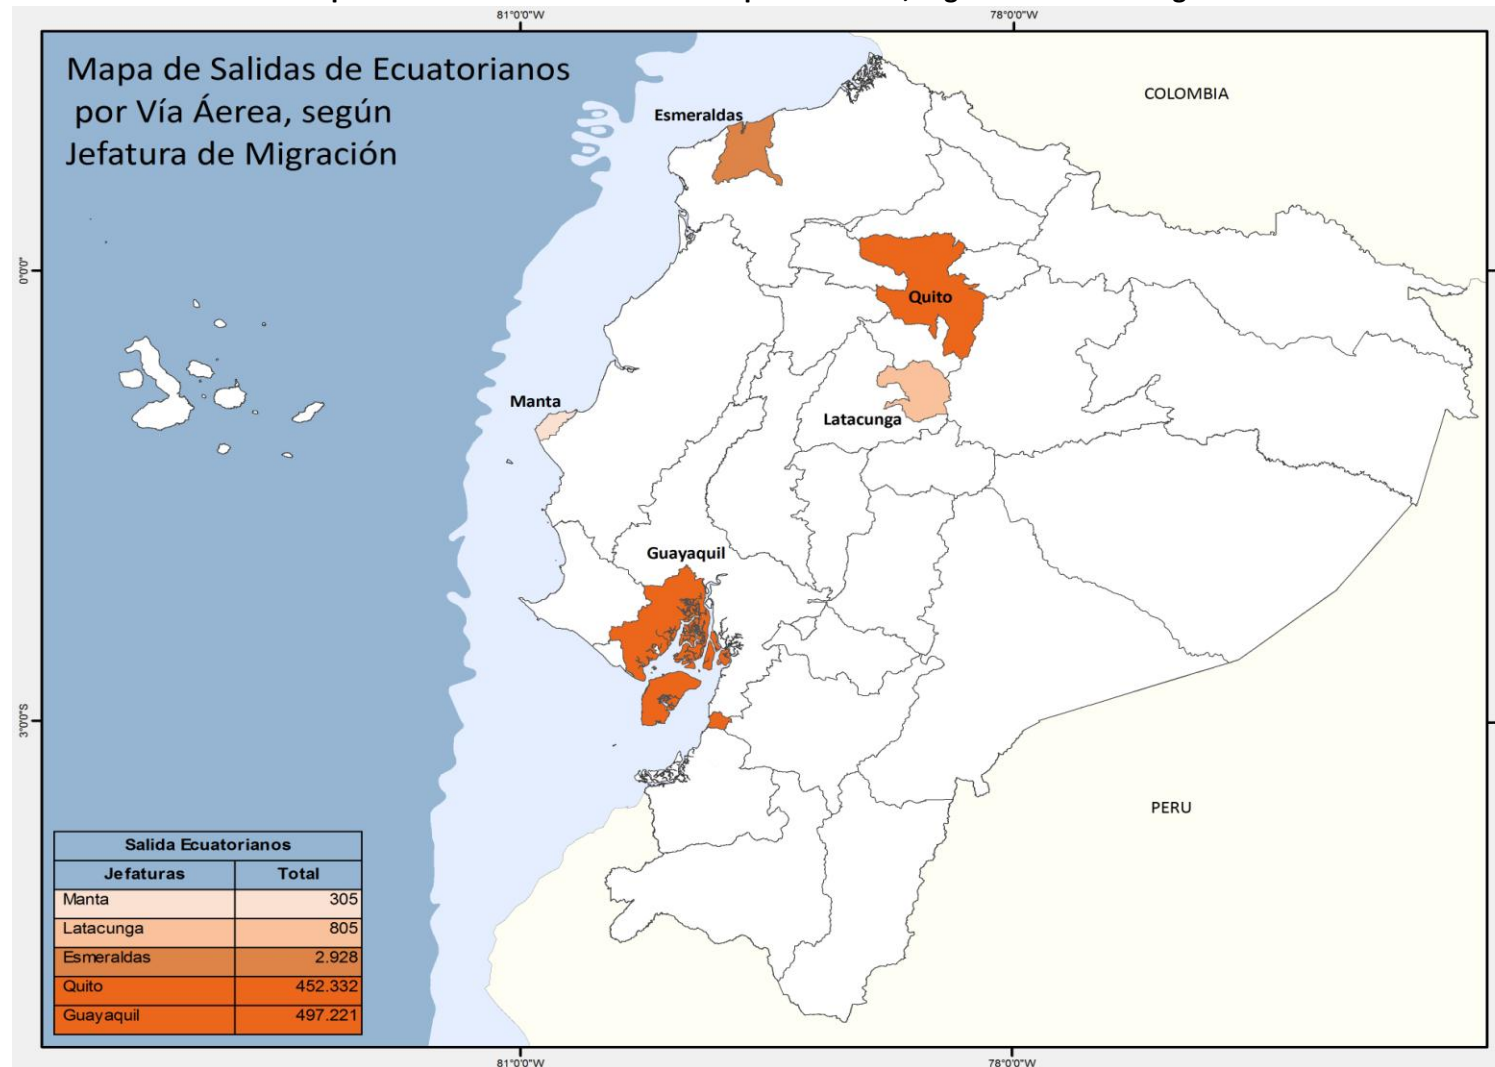 81°0'0"W
78°0'0"W
Mapa de Salidas de Ecuatorianos
por Vía Áerea, según
Jefatura de Migración
COLOMBIA
Esmeraldas
0°0'0"
Quito
Manta
Latacunga
Guayaquil
3°0'0"S
PERU
Salida Ecuatorianos
Jefaturas Total
Manta 305
Latacunga 805
Esmeraldas 2.928
Quito 452.332
Guayaquil 497.221
81°0'0"W
78°0'0"W